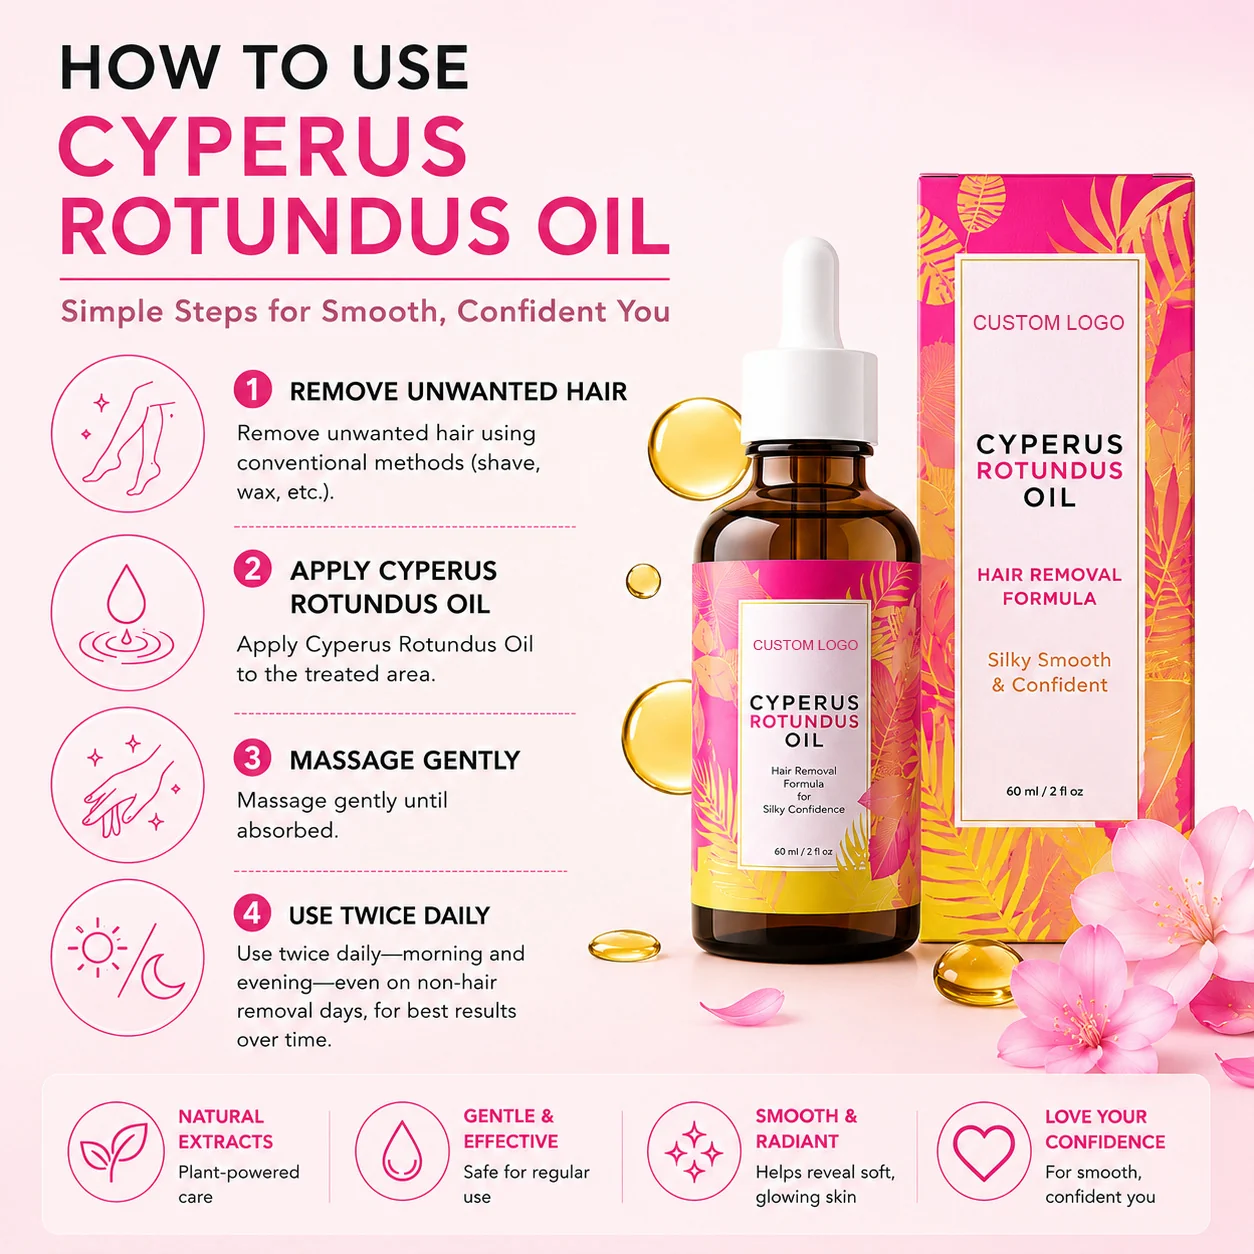 HOW TO USE
CYPERUS
ROTUNDUS OIL
Simple Steps for Smooth, Confident You
1 REMOVE UNWANTED HAIR
Remove unwanted hair using
conventional methods (shave,
wax, etc.).
2 APPLY CYPERUS
ROTUNDUS OIL
Apply Cyperus Rotundus Oil
to the treated area.
3 MASSAGE GENTLY
Massage gently until
absorbed.
4 USE TWICE DAILY
Use twice daily—morning and
evening—even on non-hair
removal days, for best results
over time.
CUSTOM LOGO
CYPERUS
ROTUNDUS
OIL
Hair Removal
Formula
for
Silky Confidence
60 ml / 2 fl oz
CUSTOM LOGO
CYPERUS
ROTUNDUS
OIL
HAIR REMOVAL
FORMULA
Silky Smooth
& Confident
60 ml / 2 fl oz
NATURAL
EXTRACTS
Plant-powered
care
GENTLE &
EFFECTIVE
Safe for regular
use
SMOOTH &
RADIANT
Helps reveal soft,
glowing skin
LOVE YOUR
CONFIDENCE
For smooth,
confident you